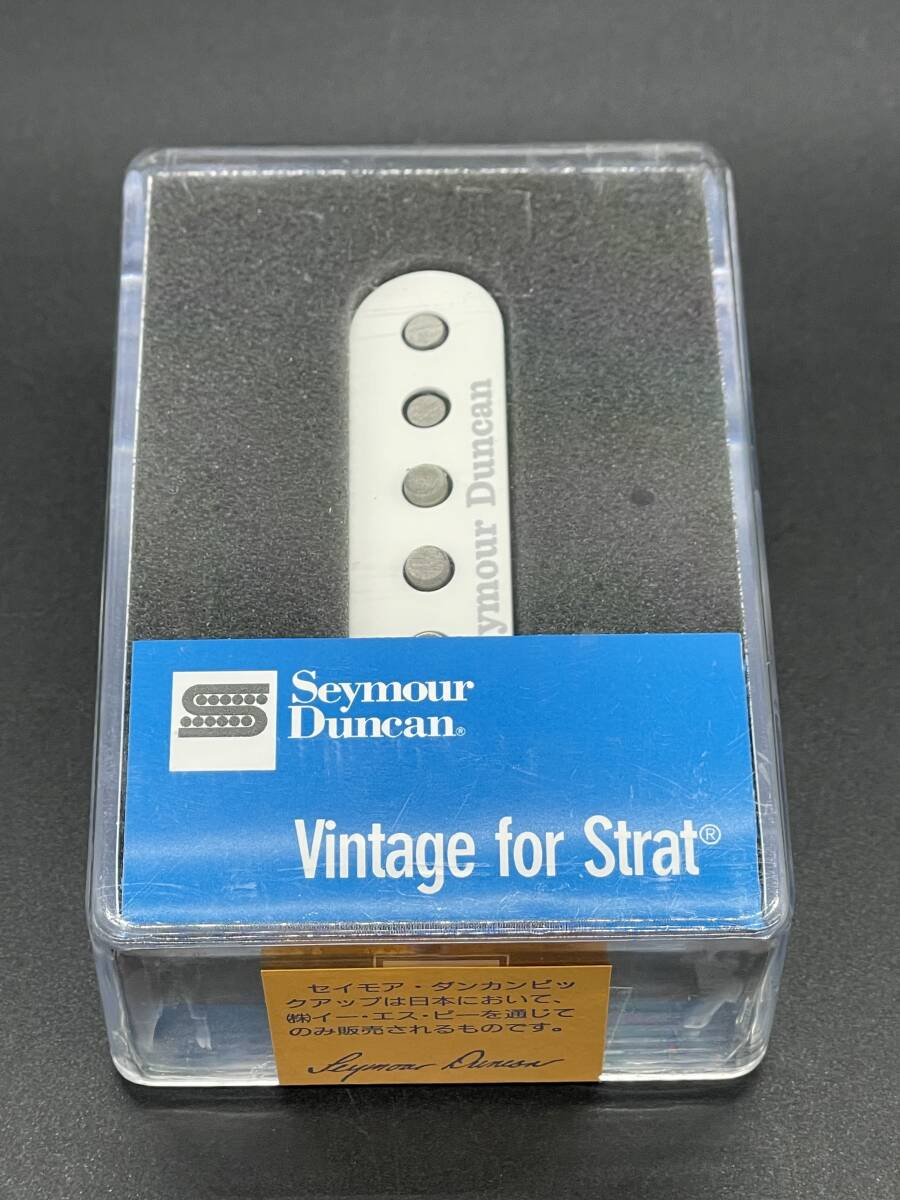 Seymour Duncan
Seymour
Duncan®
Vintage for Strat®
セイモア・ダンカンピッ
クアップは日本において、
㈱イー・エス・ピーを通じて
のみ販売されるものです。
Seymour Duncan